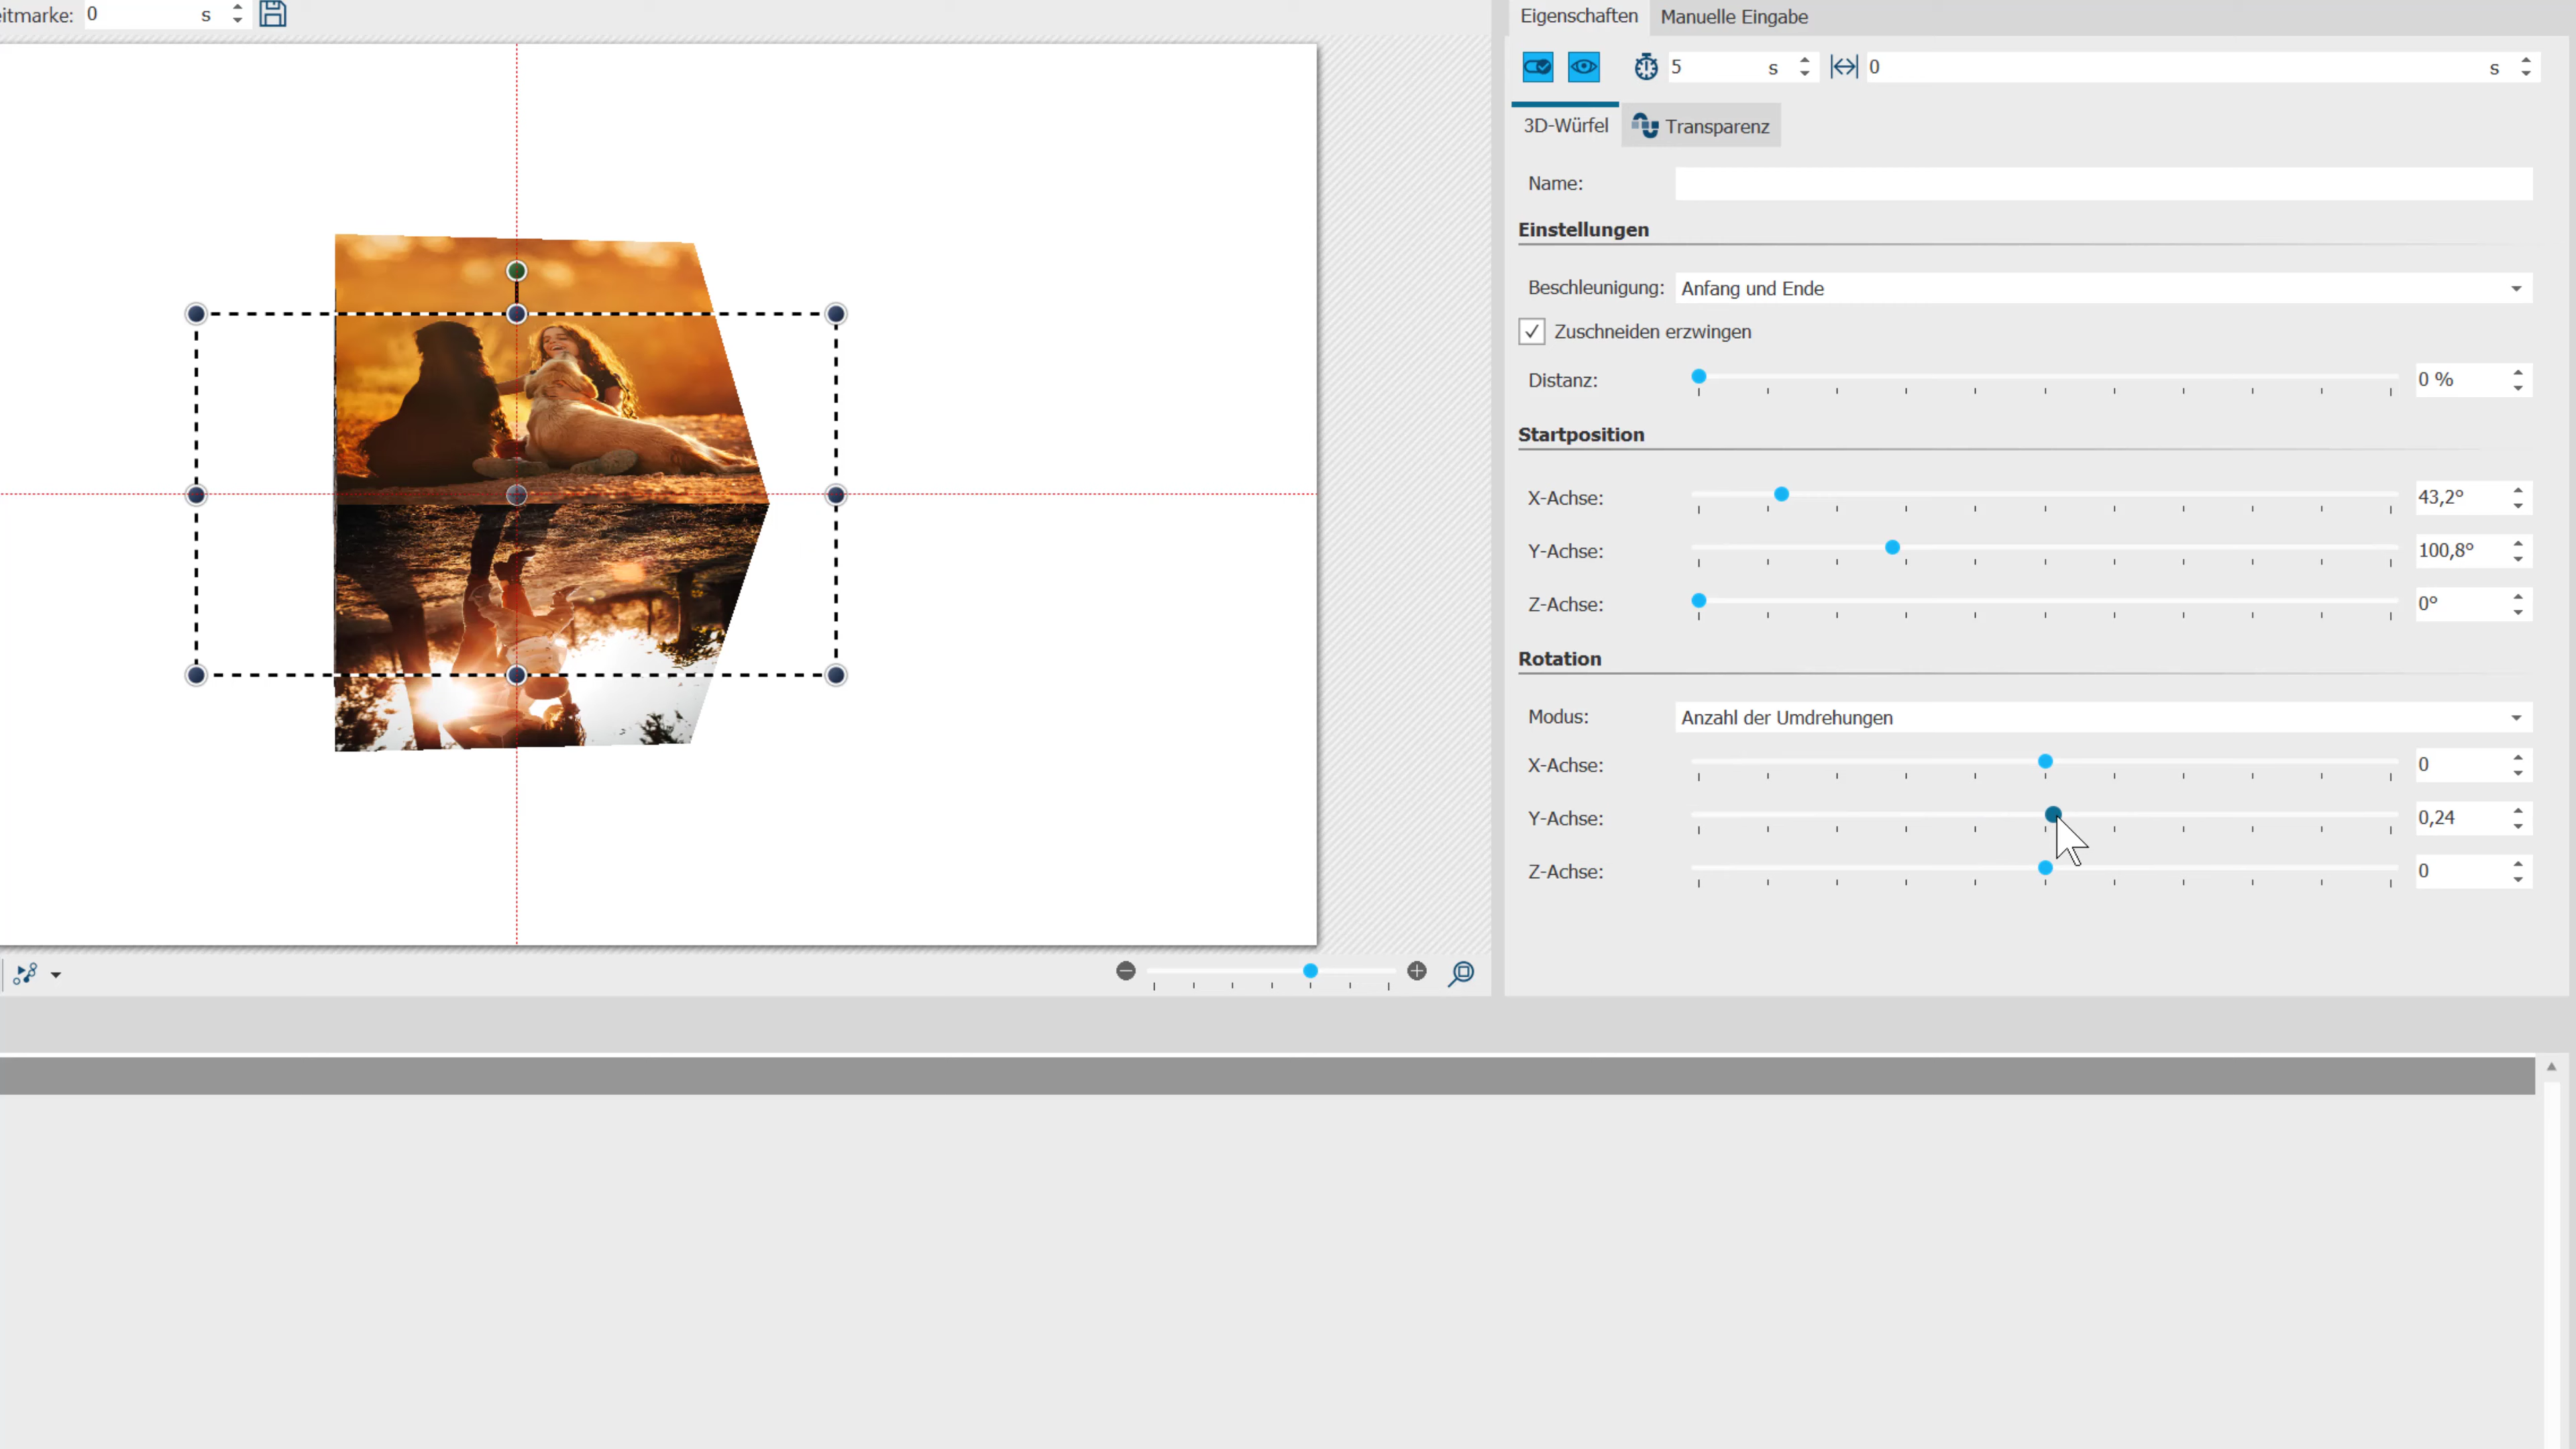 eitmarke: 0 s
Eigenschaften Manuelle Eingabe
5 s 0 s
3D-Würfel Transparenz
Name:
Einstellungen
Beschleunigung: Anfang und Ende
Zuschneiden erzwingen
Distanz: 0 %
Startposition
X-Achse: 43,2°
Y-Achse: 100,8°
Z-Achse: 0°
Rotation
Modus: Anzahl der Umdrehungen
X-Achse: 0
Y-Achse: 0,24
Z-Achse: 0